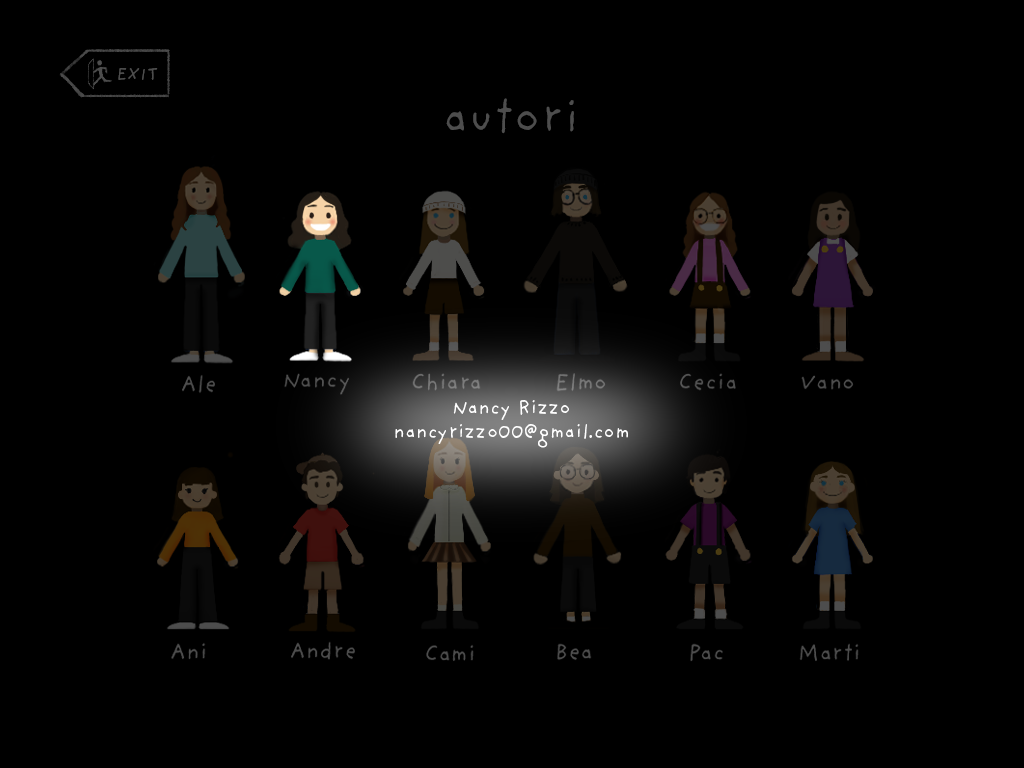 EXIT
autori
Ale Nancy Chiara Elmo Cecia Vano
Nancy Rizzo
nancyrizzo00@gmail.com
Ani Andre Cami Bea Pac Marti